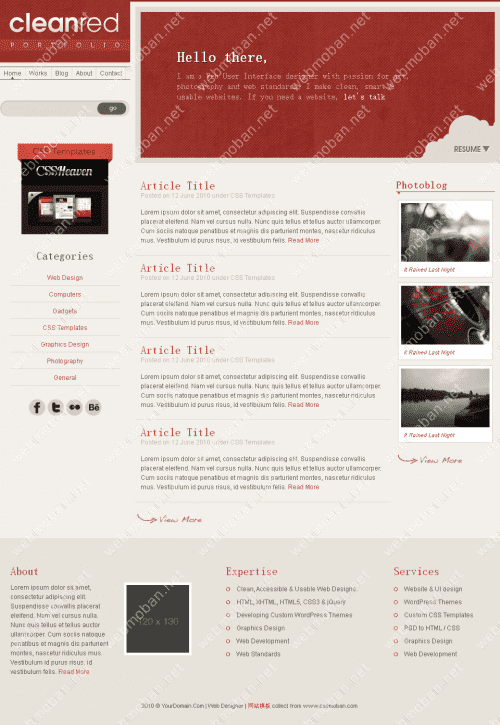 cleanred
PORTFOLIO
Home Works Blog About Contact
go
CSS Templates
CSSHeaven
Categories
Web Design
Computers
Gadgets
CSS Templates
Graphics Design
Photography
General
Hello there,
I am a Web User Interface designer with passion for art,
photography and web standards. I make clean, smart &
usable websites. If you need a website, let's talk
RESUME ▼
Article Title
Posted on 12 June 2010 under CSS Templates
Lorem ipsum dolor sit amet, consectetur adipiscing elit. Suspendisse convallis
placerat eleifend. Nam vel cursus nulla. Nunc quis tellus et tellus auctor ullamcorper.
Cum sociis natoque penatibus et magnis dis parturient montes, nascetur ridiculus mus.
Vestibulum id purus risus, id vestibulum felis. Read More
Article Title
Posted on 12 June 2010 under CSS Templates
Lorem ipsum dolor sit amet, consectetur adipiscing elit. Suspendisse convallis
placerat eleifend. Nam vel cursus nulla. Nunc quis tellus et tellus auctor ullamcorper.
Cum sociis natoque penatibus et magnis dis parturient montes, nascetur ridiculus mus.
Vestibulum id purus risus, id vestibulum felis. Read More
Article Title
Posted on 12 June 2010 under CSS Templates
Lorem ipsum dolor sit amet, consectetur adipiscing elit. Suspendisse convallis
placerat eleifend. Nam vel cursus nulla. Nunc quis tellus et tellus auctor ullamcorper.
Cum sociis natoque penatibus et magnis dis parturient montes, nascetur ridiculus mus.
Vestibulum id purus risus, id vestibulum felis. Read More
Article Title
Posted on 12 June 2010 under CSS Templates
Lorem ipsum dolor sit amet, consectetur adipiscing elit. Suspendisse convallis
placerat eleifend. Nam vel cursus nulla. Nunc quis tellus et tellus auctor ullamcorper.
Cum sociis natoque penatibus et magnis dis parturient montes, nascetur ridiculus mus.
Vestibulum id purus risus, id vestibulum felis. Read More
View More
Photoblog
It Rained Last Night
It Rained Last Night
It Rained Last Night
View More
About
Lorem ipsum dolor sit amet,
consectetur adipiscing elit.
Suspendisse convallis placerat
eleifend. Nam vel cursus nulla.
Nunc quis tellus et tellus auctor
ullamcorper. Cum sociis natoque
penatibus et magnis dis parturient
montes, nascetur ridiculus mus.
Vestibulum id purus risus, id
vestibulum felis. Read More
120 x 130
Expertise
Clean, Accessible & Usable Web Designs
HTML, XHTML, HTML5, CSS3 & jQuery
Developing Custom WordPress Themes
Graphics Design
Web Development
Web Standards
Services
Website & UI design
WordPress Themes
Custom CSS Templates
PSD to HTML / CSS
Graphics Design
Web Development
2010 © YourDomain.Com | Web Designer | 网站模板 collect from www.cssmoban.com